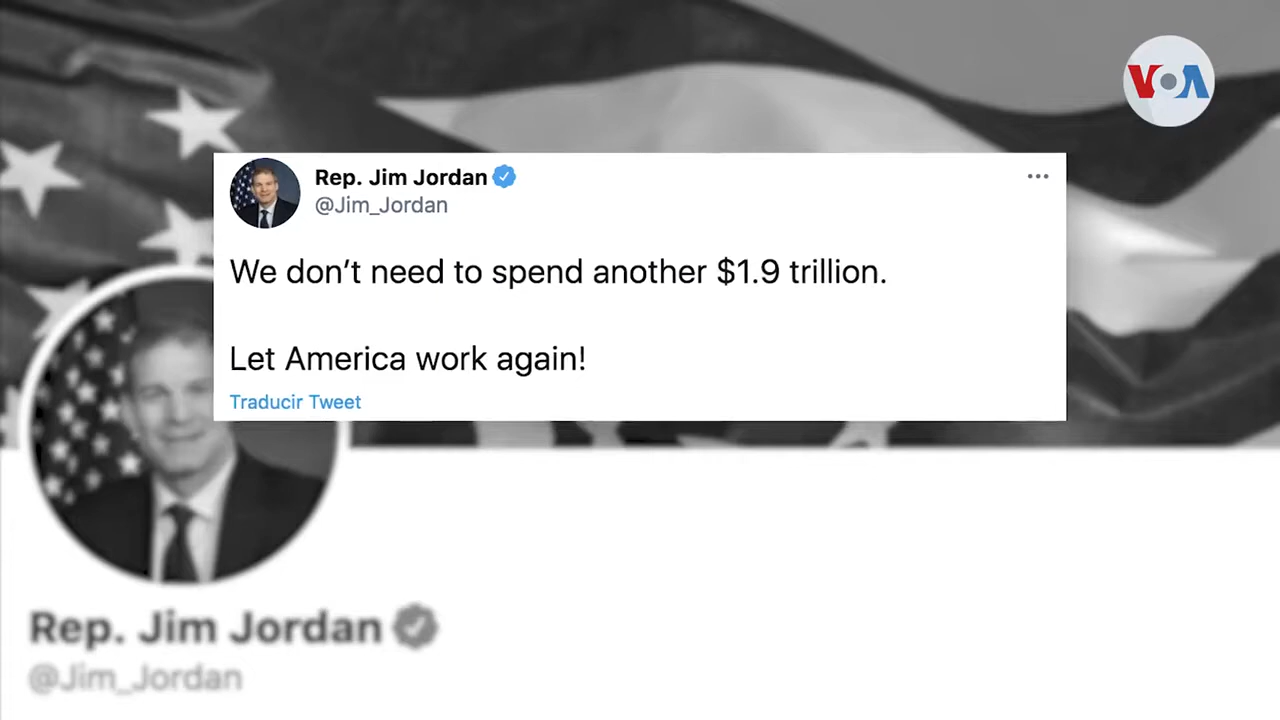 VOA
Rep. Jim Jordan
@Jim_Jordan
We don’t need to spend another $1.9 trillion.
Let America work again!
Traducir Tweet
Rep. Jim Jordan
@Jim_Jordan